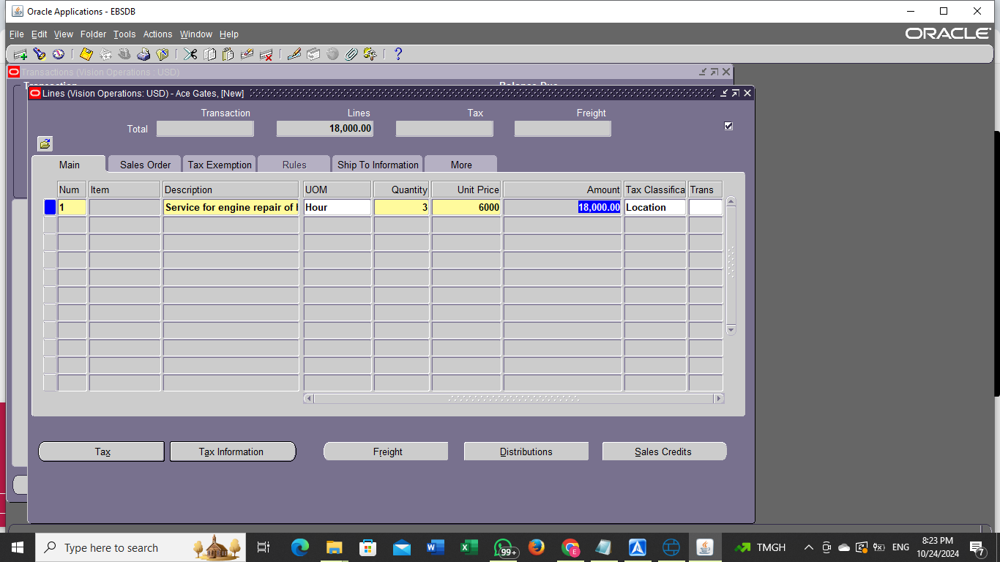 Oracle Applications - EBSDB
File Edit View Folder Tools Actions Window Help
ORACLE
Transactions (Vision Operations : USD)
Transaction Balance Due
Lines (Vision Operations: USD) - Ace Gates, [New]
Transaction Lines Tax Freight
Total 18,000.00
Main Sales Order Tax Exemption Rules Ship To Information More
Num Item Description UOM Quantity Unit Price Amount Tax Classifica Trans
1 Service for engine repair of Hour 3 6000 18,000.00 Location
Tax Tax Information Freight Distributions Sales Credits
Type here to search 99+ E TMGH ENG 8:23 PM
10/24/2024 7